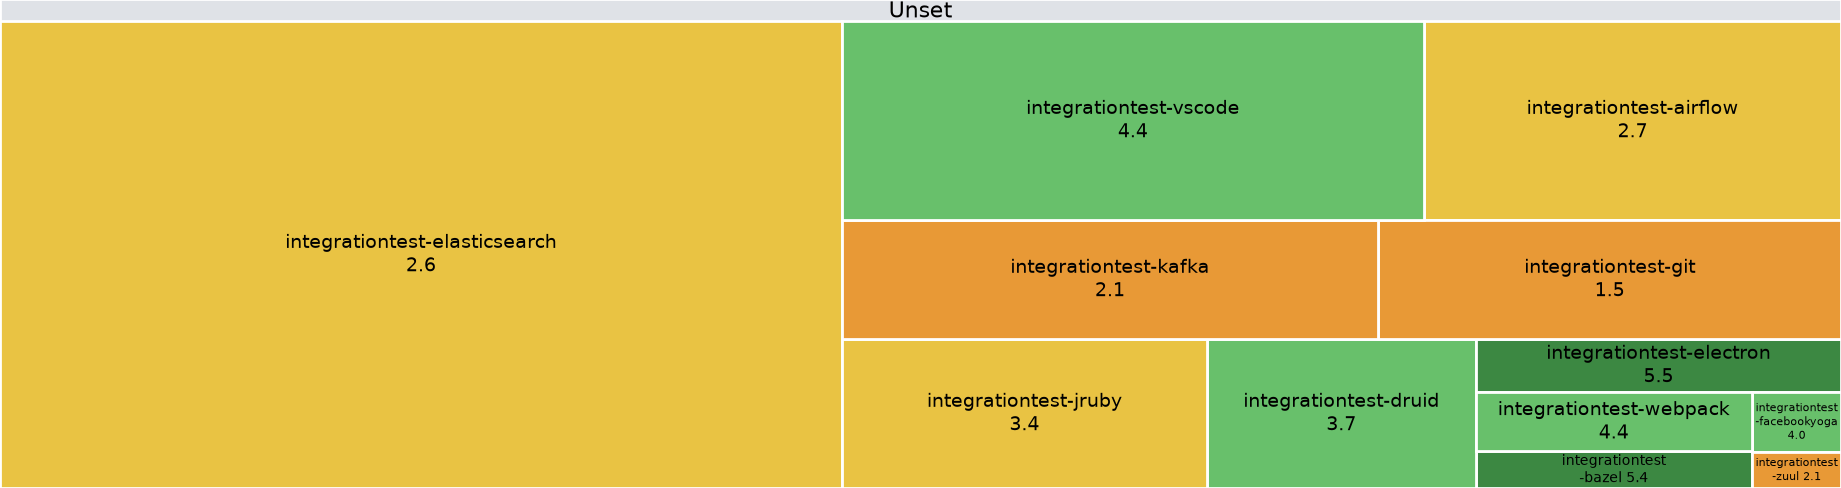 Unset
integrationtest-elasticsearch
2.6
integrationtest-vscode
4.4
integrationtest-airflow
2.7
integrationtest-kafka
2.1
integrationtest-git
1.5
integrationtest-jruby
3.4
integrationtest-druid
3.7
integrationtest-electron
5.5
integrationtest-webpack
4.4
integrationtest
-facebookyoga
4.0
integrationtest
-bazel 5.4
integrationtest
-zuul 2.1